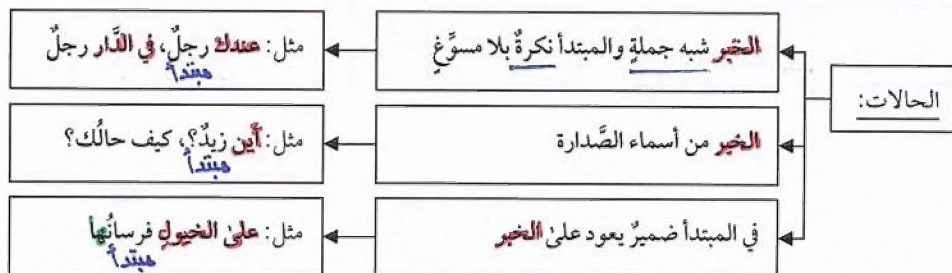 الحالات:
الخبر شبه جملةٍ والمبتدأ نكرةٌ بلا مسوِّغٍ
مثل: عندك رجلٌ، في الدَّار رجلٌ
مبتدأ
الخبر من أسماء الصَّدارة
مثل: أين زيدٌ؟، كيف حالُك؟
مبتدأ
في المبتدأ ضميرٌ يعود علىٰ الخبر
مثل: علىٰ الخيولِ فرسانُها
مبتدأ